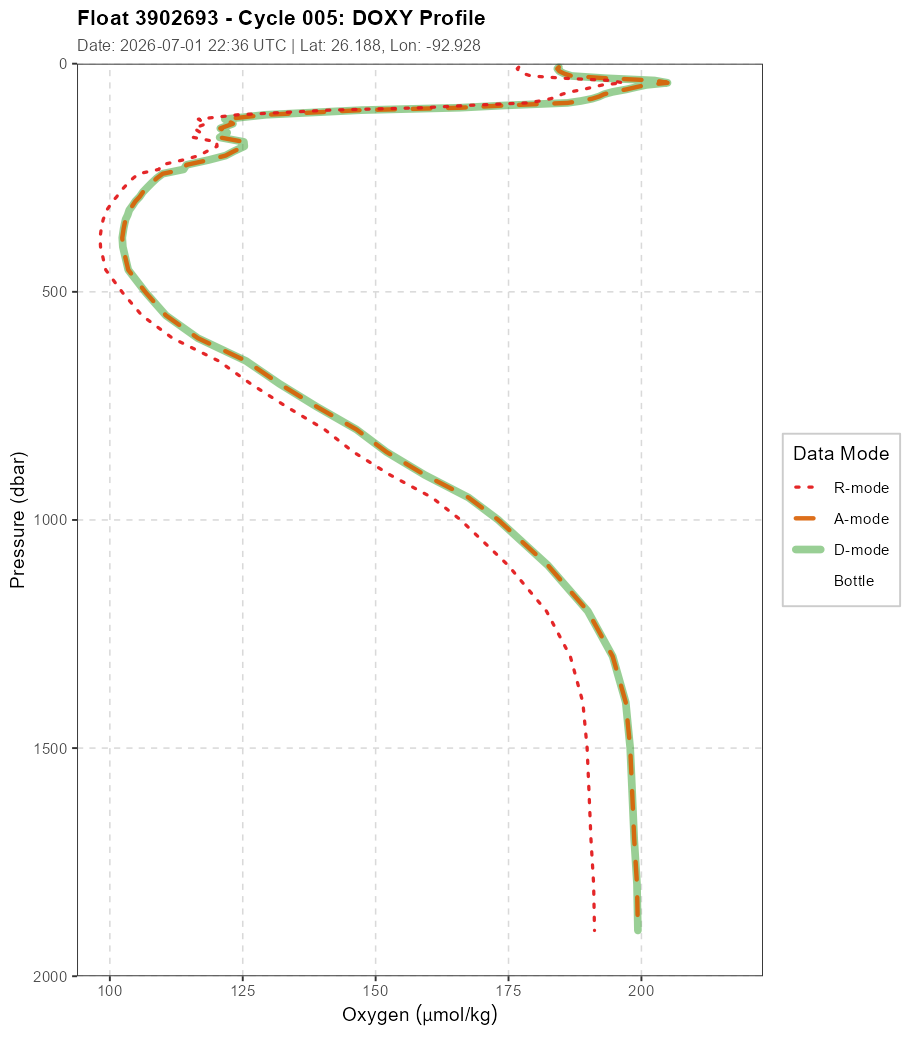 Float 3902693 - Cycle 005: DOXY Profile
Date: 2026-07-01 22:36 UTC | Lat: 26.188, Lon: -92.928
0
500
1000
1500
2000
Pressure (dbar)
100 125 150 175 200
Oxygen (µmol/kg)
Data Mode
R-mode
A-mode
D-mode
Bottle